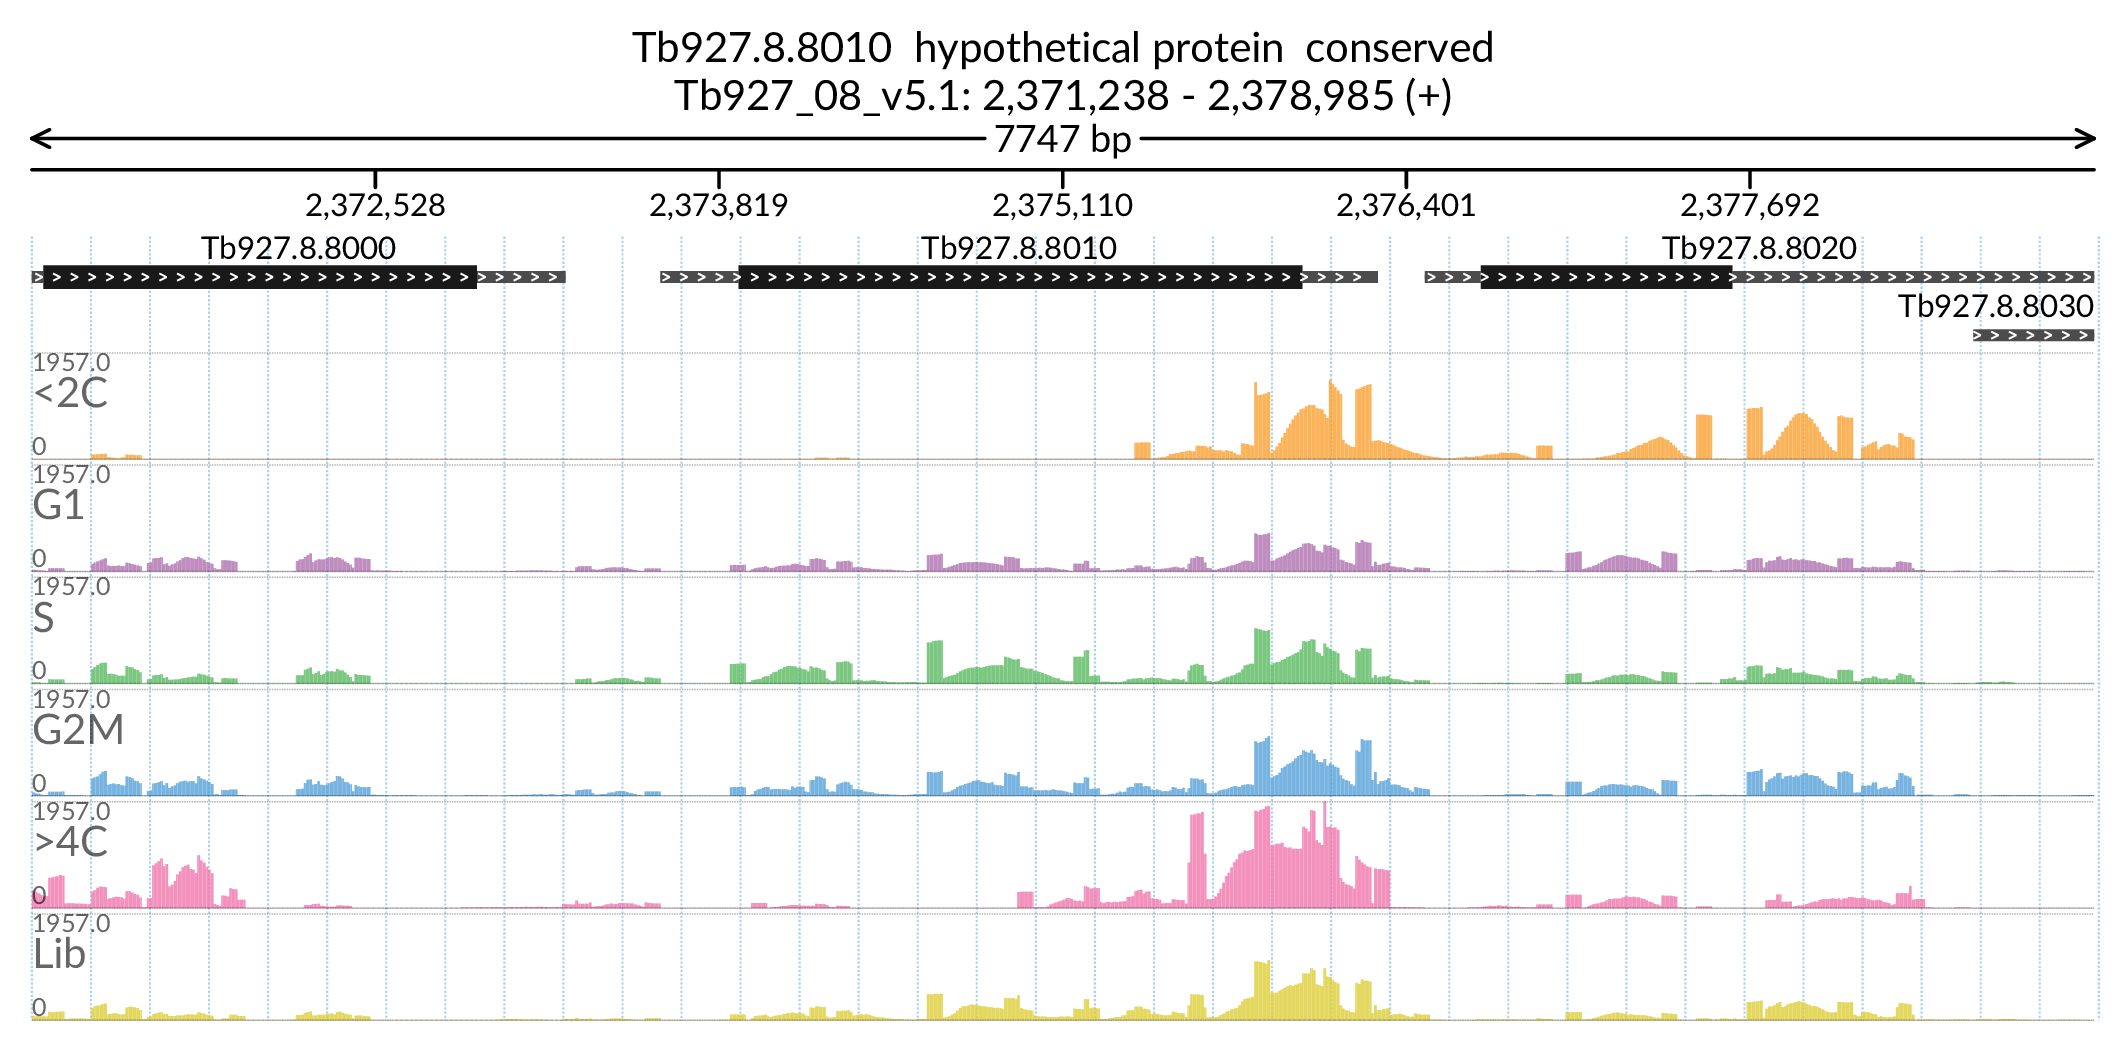 Tb927.8.8010  hypothetical protein  conserved
Tb927_08_v5.1: 2,371,238 - 2,378,985 (+)
7747 bp
2,372,528 2,373,819 2,375,110 2,376,401 2,377,692
Tb927.8.8000 Tb927.8.8010 Tb927.8.8020
Tb927.8.8030
1957.0
<2C
0
1957.0
G1
0
1957.0
S
0
1957.0
G2M
0
1957.0
>4C
0
1957.0
Lib
0